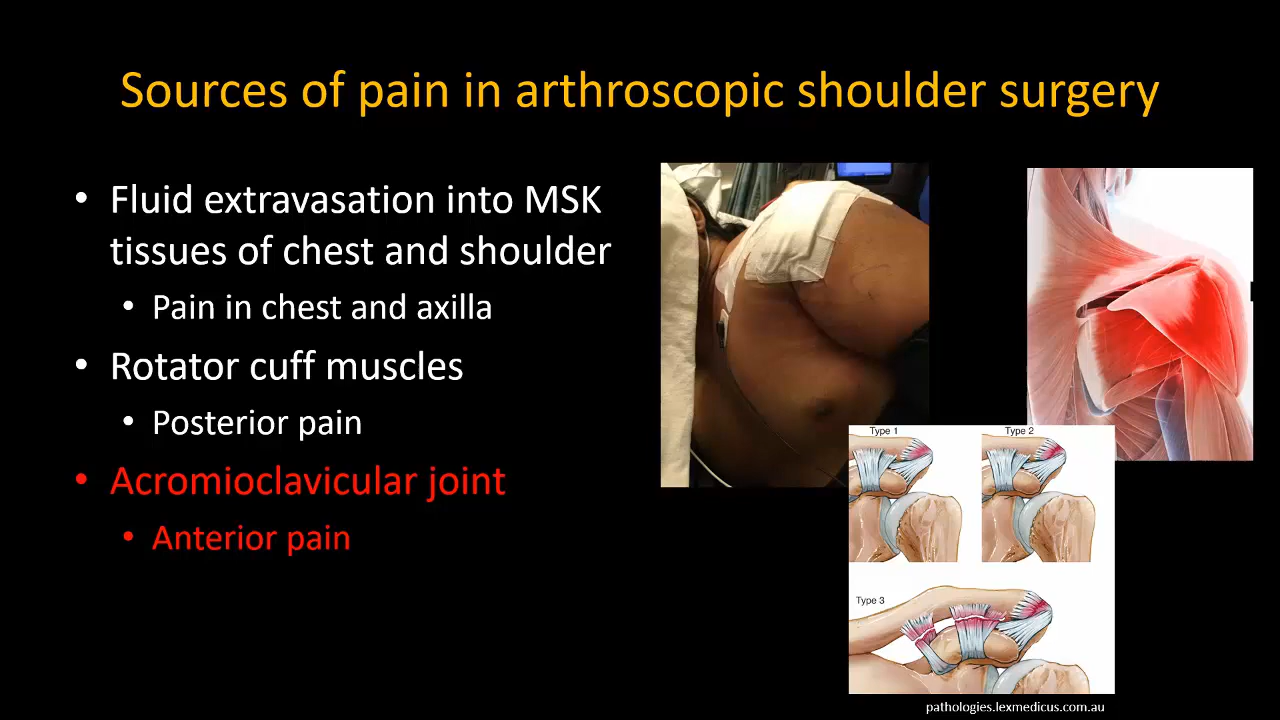 Sources of pain in arthroscopic shoulder surgery
• Fluid extravasation into MSK
tissues of chest and shoulder
• Pain in chest and axilla
• Rotator cuff muscles
• Posterior pain
• Acromioclavicular joint
• Anterior pain
Type 1
Type 2
Type 3
pathologies.lexmedicus.com.au